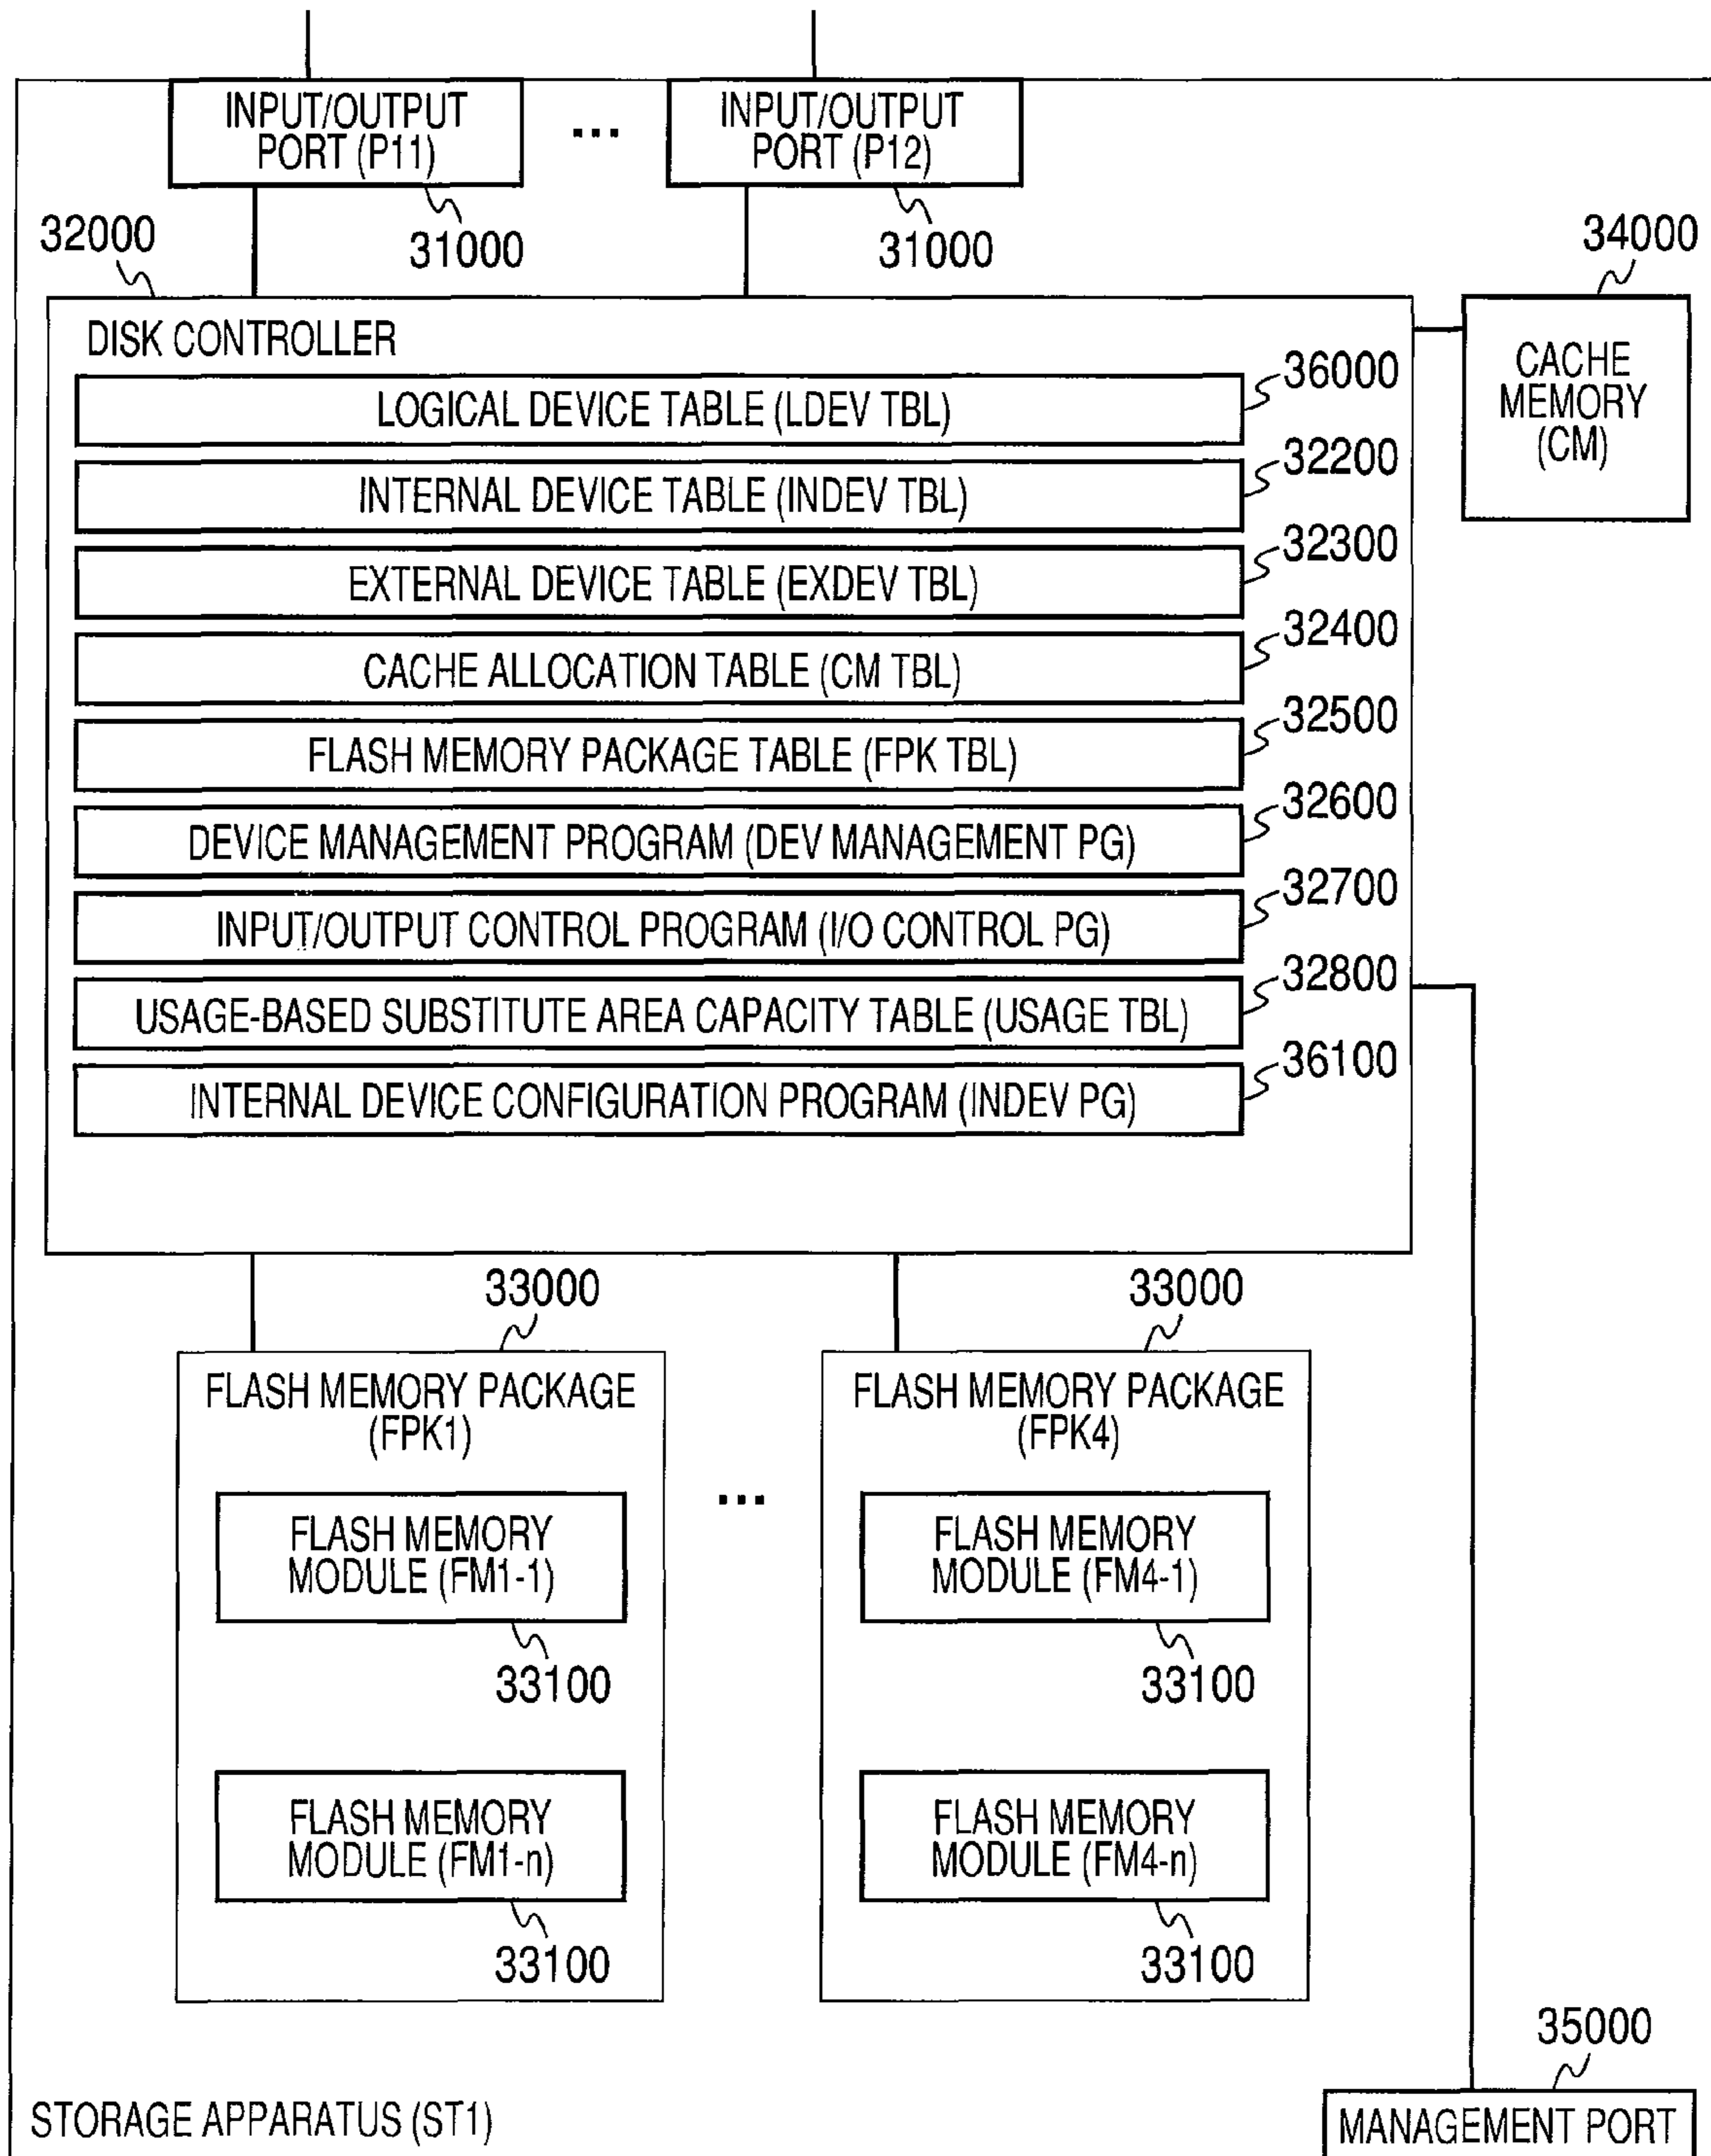 INPUT/OUTPUT
PORT (P11)
...
INPUT/OUTPUT
PORT (P12)
31000
31000
32000
34000
DISK CONTROLLER
CACHE
MEMORY
(CM)
LOGICAL DEVICE TABLE (LDEV TBL)
36000
INTERNAL DEVICE TABLE (INDEV TBL)
32200
EXTERNAL DEVICE TABLE (EXDEV TBL)
32300
CACHE ALLOCATION TABLE (CM TBL)
32400
FLASH MEMORY PACKAGE TABLE (FPK TBL)
32500
DEVICE MANAGEMENT PROGRAM (DEV MANAGEMENT PG)
32600
INPUT/OUTPUT CONTROL PROGRAM (I/O CONTROL PG)
32700
USAGE-BASED SUBSTITUTE AREA CAPACITY TABLE (USAGE TBL)
32800
INTERNAL DEVICE CONFIGURATION PROGRAM (INDEV PG)
36100
33000
33000
FLASH MEMORY PACKAGE
(FPK1)
FLASH MEMORY
MODULE (FM1-1)
33100
FLASH MEMORY
MODULE (FM1-n)
33100
...
FLASH MEMORY PACKAGE
(FPK4)
FLASH MEMORY
MODULE (FM4-1)
33100
FLASH MEMORY
MODULE (FM4-n)
33100
35000
STORAGE APPARATUS (ST1)
MANAGEMENT PORT